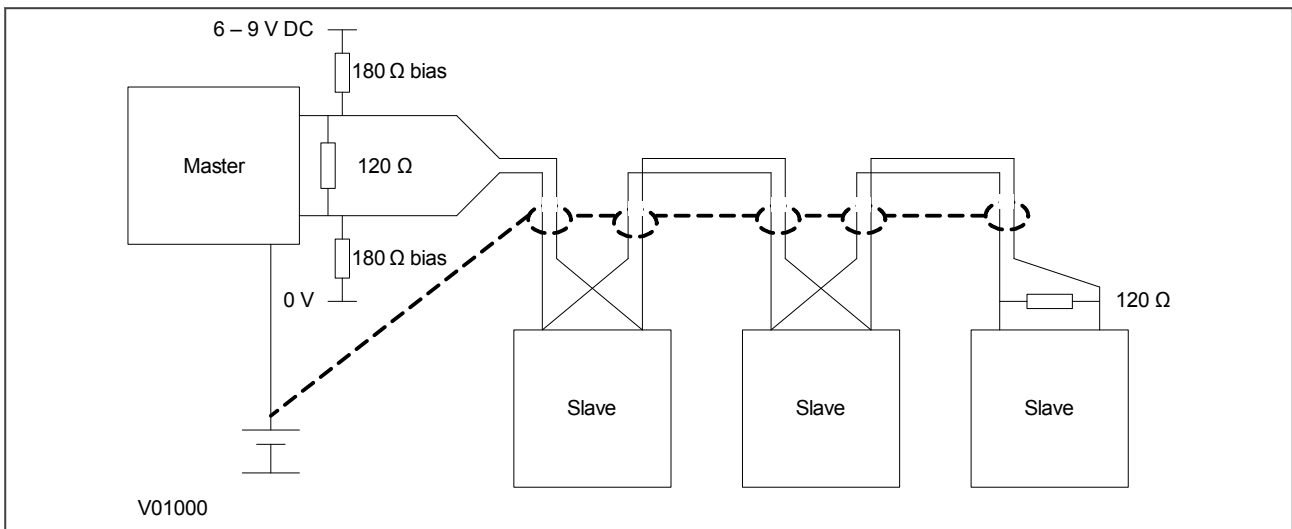 6 – 9 V DC
180 Ω bias
Master
120 Ω
180 Ω bias
0 V
120 Ω
Slave
Slave
Slave
V01000